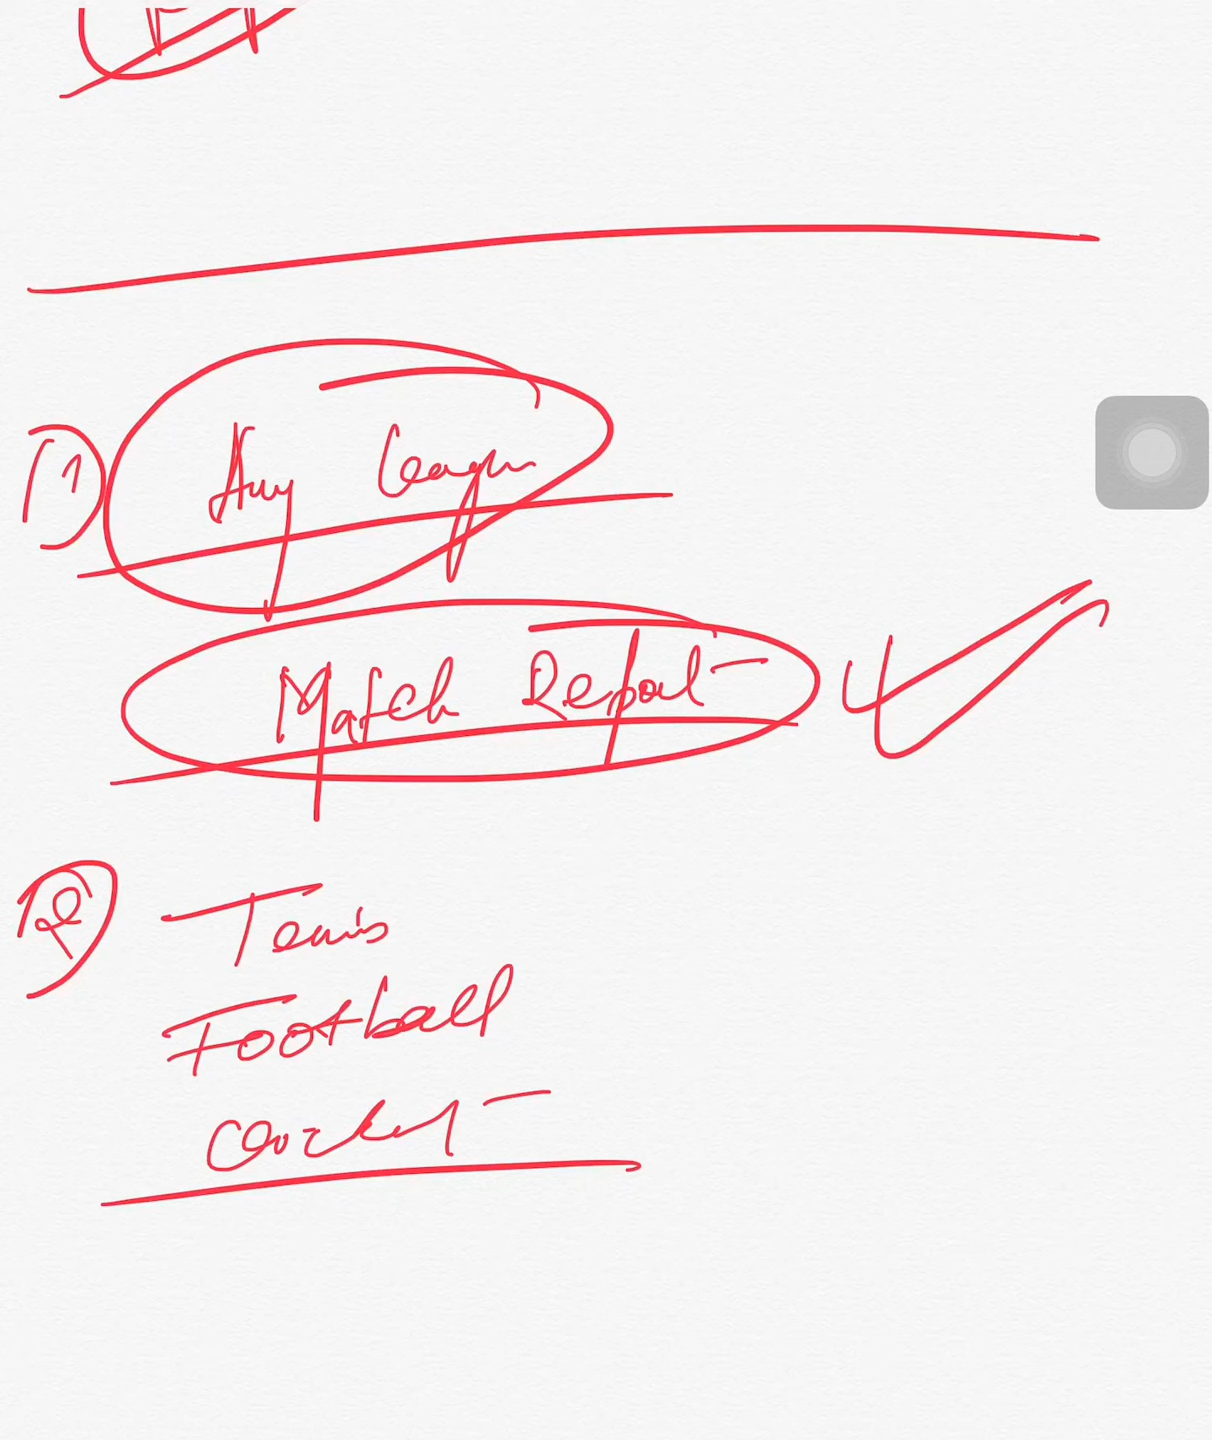 1) Any League
Match Report
2) Tennis
Football
Cricket